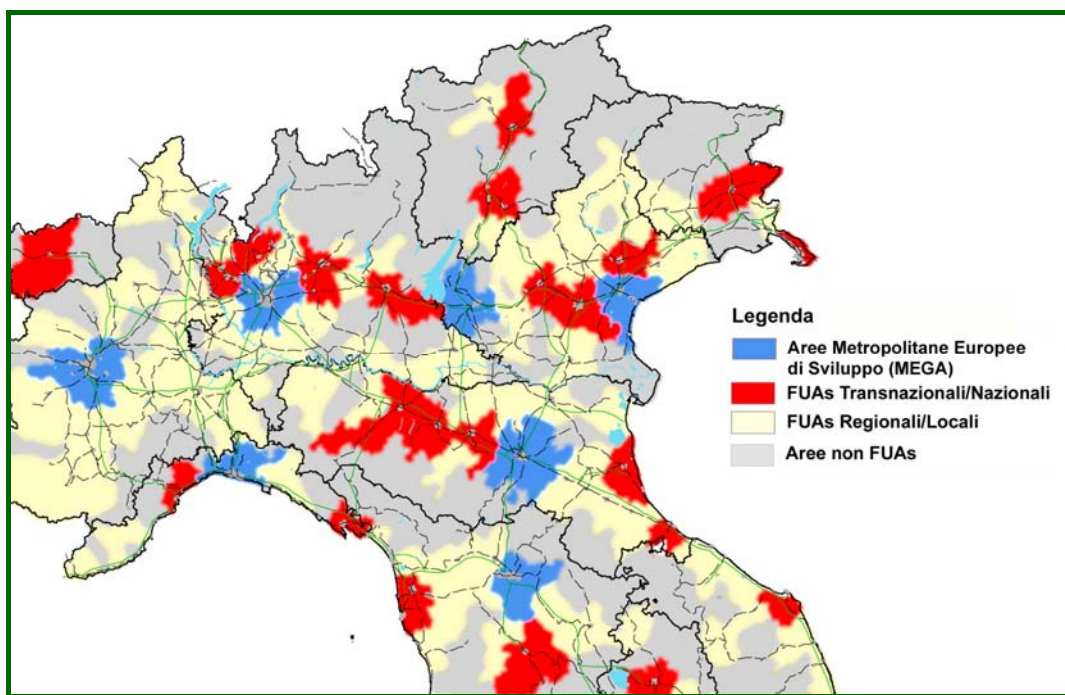 Legenda
Aree Metropolitane Europee
di Sviluppo (MEGA)
FUAs Transnazionali/Nazionali
FUAs Regionali/Locali
Aree non FUAs